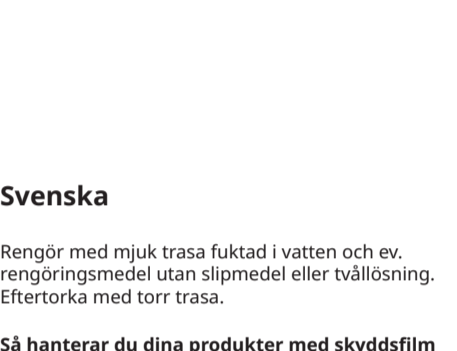 Svenska
Rengör med mjuk trasa fuktad i vatten och ev.
rengöringsmedel utan slipmedel eller tvållösning.
Eftertorka med torr trasa.
Så hanterar du dina produkter med skyddsfilm